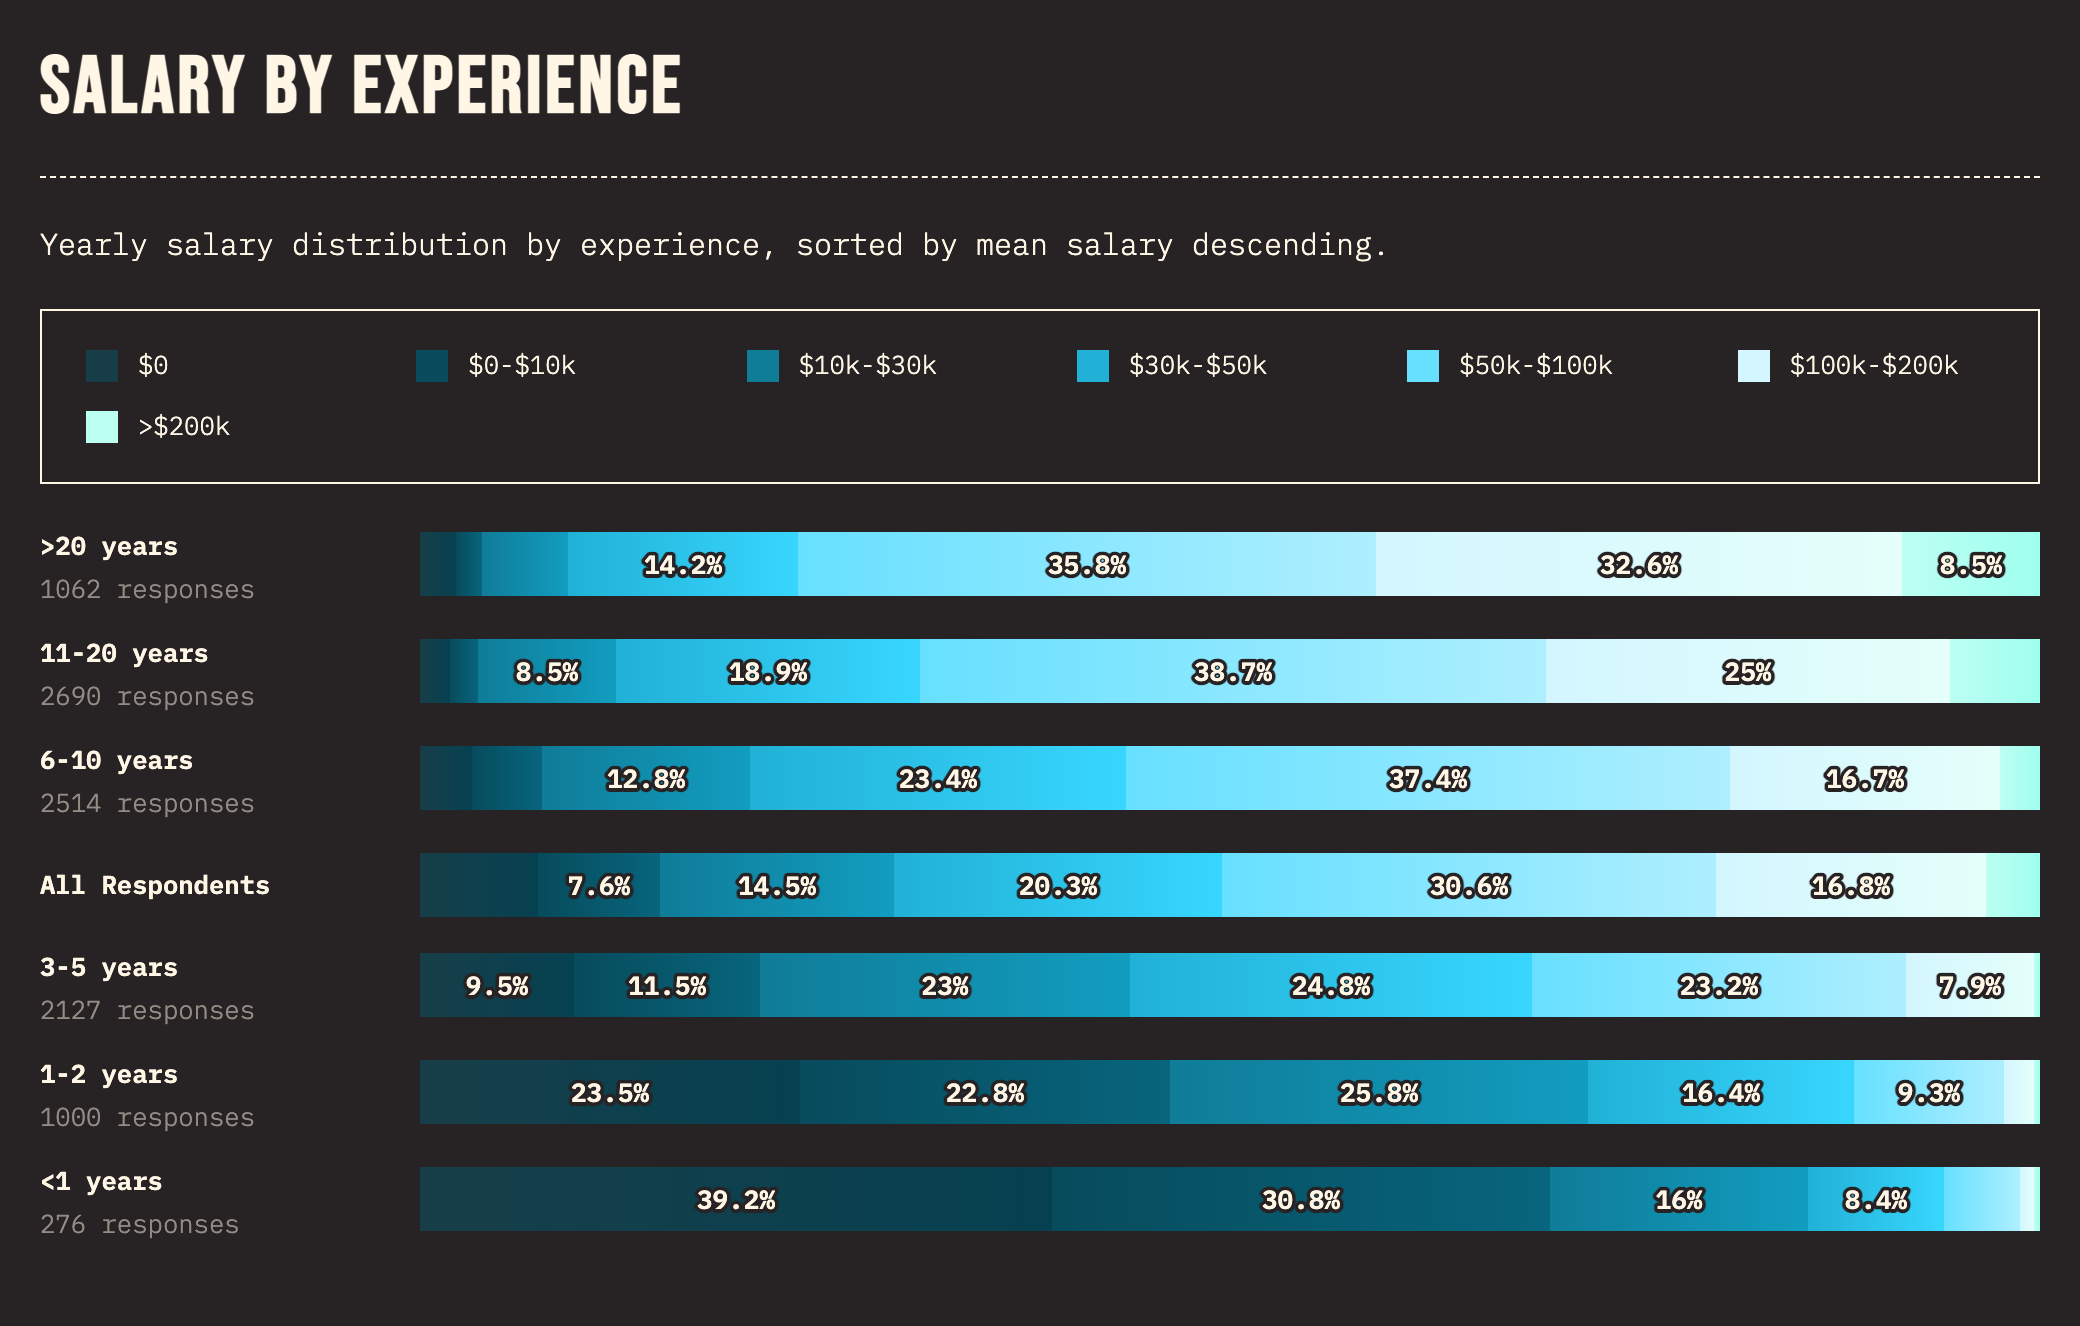 SALARY BY EXPERIENCE
Yearly salary distribution by experience, sorted by mean salary descending.
$0 $0-$10k $10k-$30k $30k-$50k $50k-$100k $100k-$200k
>$200k
>20 years
1062 responses
14.2% 35.8% 32.6% 8.5%
11-20 years
2690 responses
8.5% 18.9% 38.7% 25%
6-10 years
2514 responses
12.8% 23.4% 37.4% 16.7%
All Respondents
7.6% 14.5% 20.3% 30.6% 16.8%
3-5 years
2127 responses
9.5% 11.5% 23% 24.8% 23.2% 7.9%
1-2 years
1000 responses
23.5% 22.8% 25.8% 16.4% 9.3%
<1 years
276 responses
39.2% 30.8% 16% 8.4%